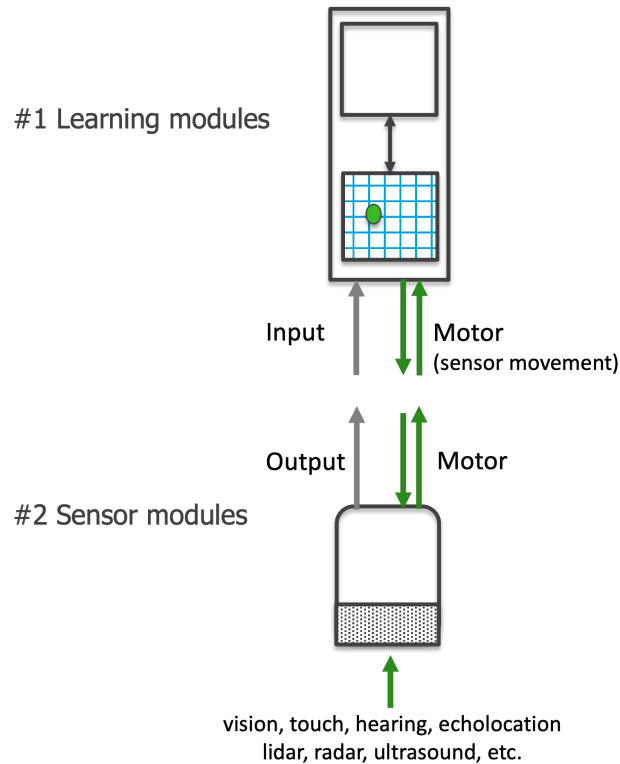 #1 Learning modules
Input
Motor
(sensor movement)
Output
Motor
#2 Sensor modules
vision, touch, hearing, echolocation
lidar, radar, ultrasound, etc.